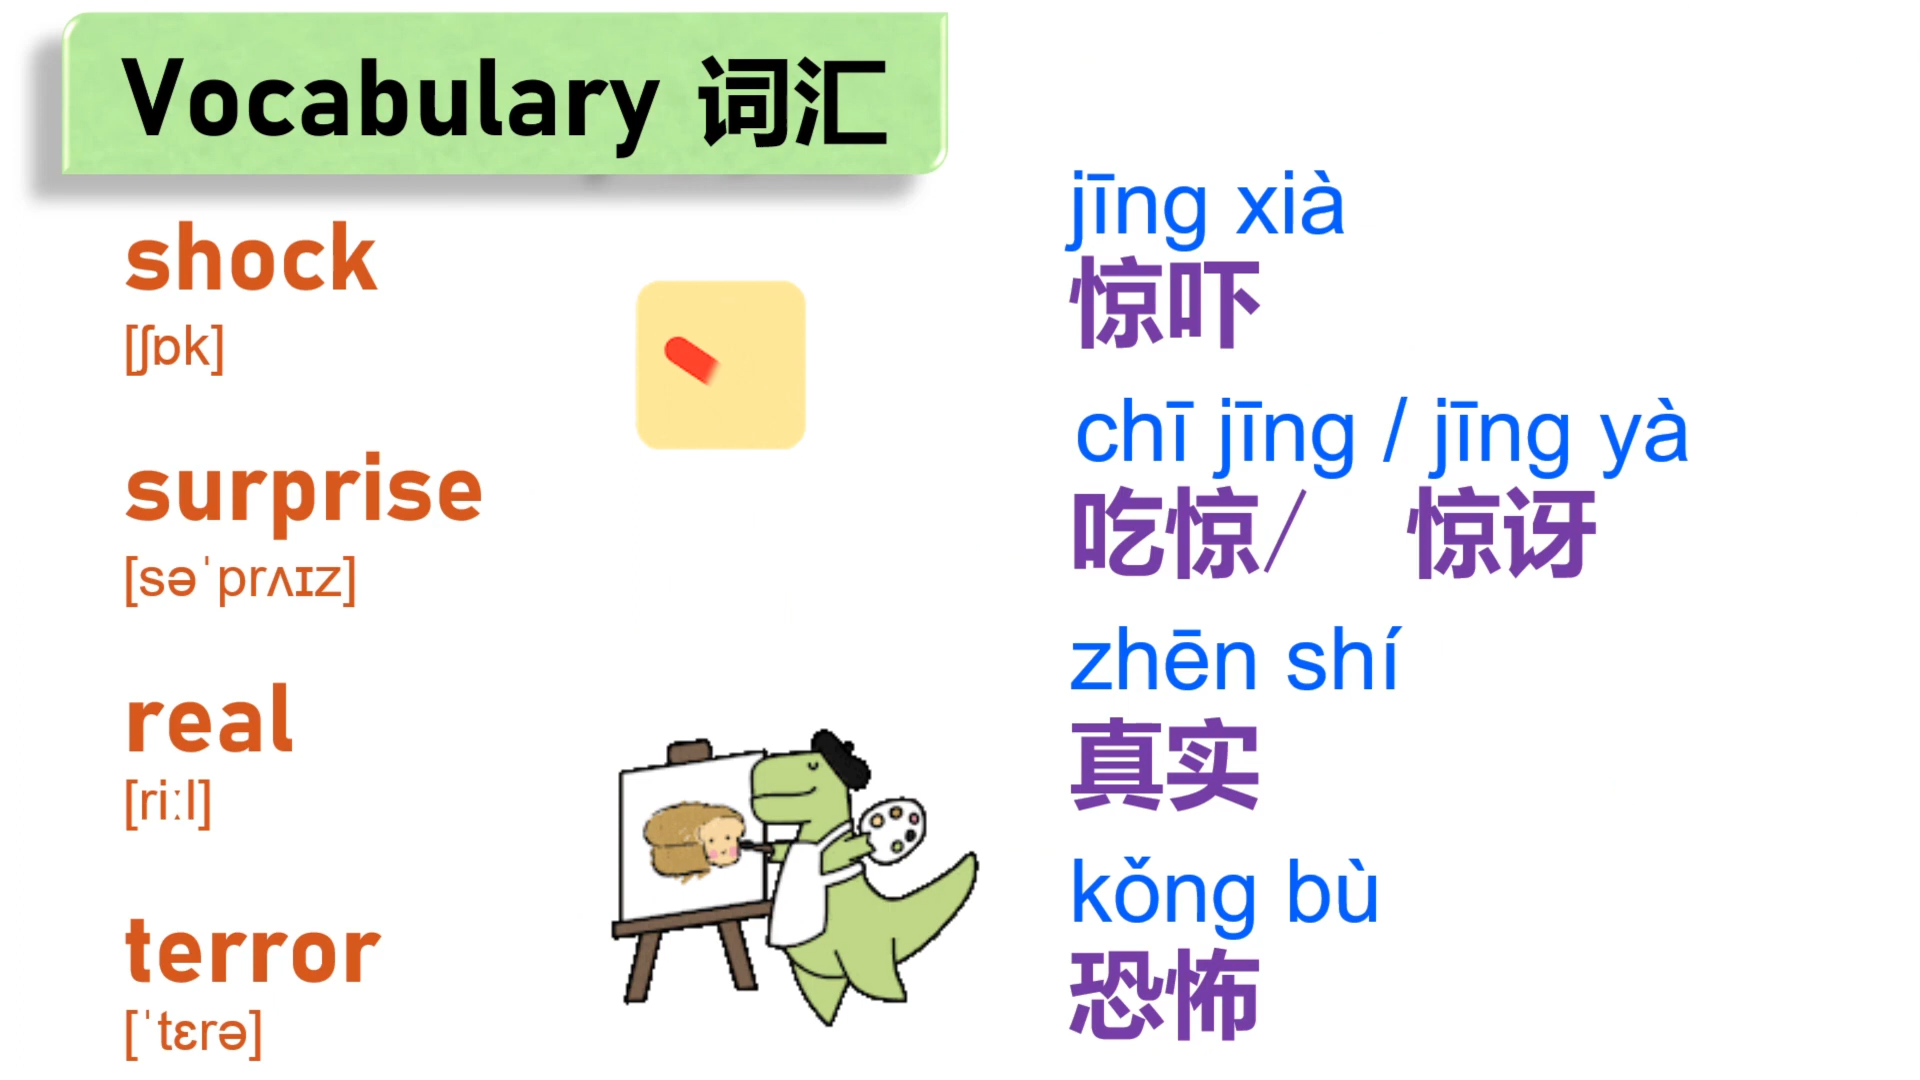 Vocabulary 词汇
shock
[ʃɒk]
surprise
[səˈprʌɪz]
real
[riːl]
terror
[ˈtɛrə]
jīng xià
惊吓
chī jīng / jīng yà
吃惊/ 惊讶
zhēn shí
真实
kǒng bù
恐怖